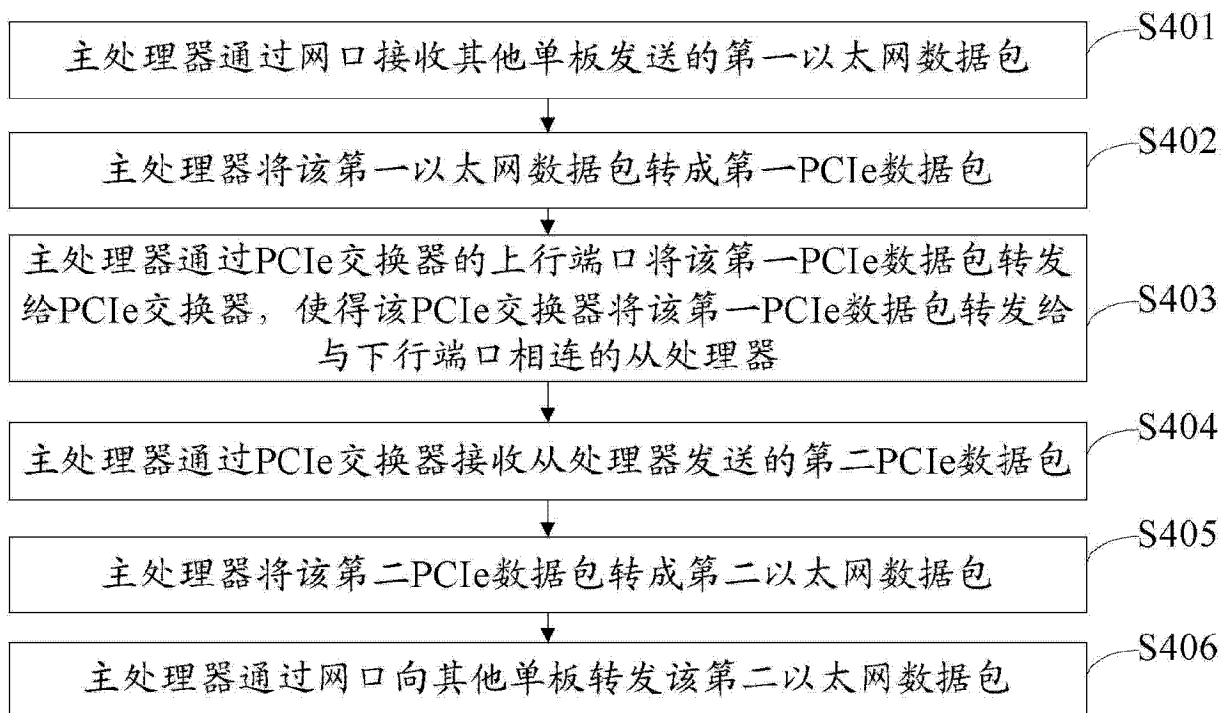 主处理器通过网口接收其他单板发送的第一以太网数据包
S401
主处理器将该第一以太网数据包转成第一PCIe数据包
S402
主处理器通过PCIe交换器的上行端口将该第一PCIe数据包转发
给PCIe交换器，使得该PCIe交换器将该第一PCIe数据包转发给
与下行端口相连的从处理器
S403
主处理器通过PCIe交换器接收从处理器发送的第二PCIe数据包
S404
主处理器将该第二PCIe数据包转成第二以太网数据包
S405
主处理器通过网口向其他单板转发该第二以太网数据包
S406